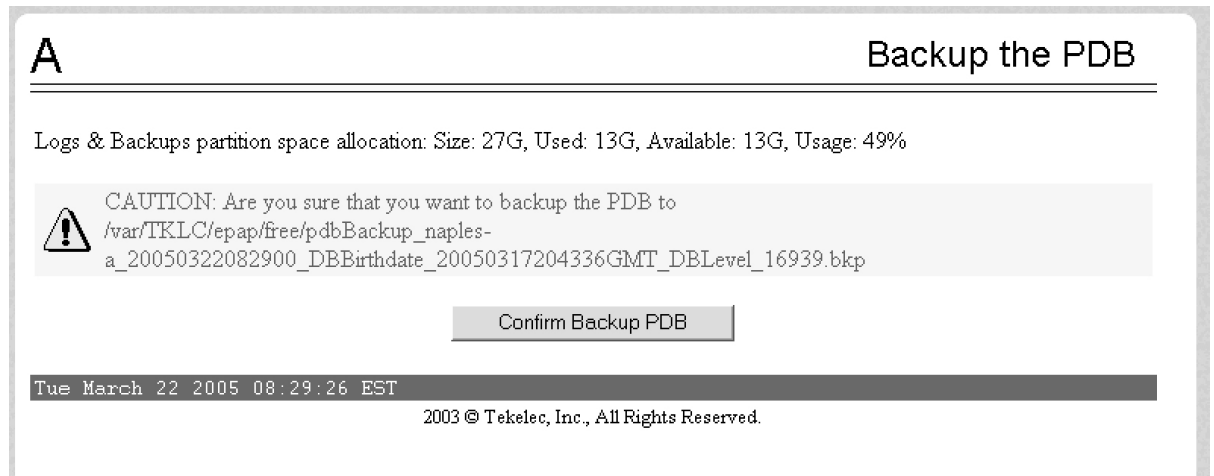 A
Backup the PDB
Logs & Backups partition space allocation: Size: 27G, Used: 13G, Available: 13G, Usage: 49%
CAUTION: Are you sure that you want to backup the PDB to
/var/TKLC/epap/free/pdbBackup_naples-
a_20050322082900_DBBirthdate_20050317204336GMT_DBLevel_16939.bkp
Confirm Backup PDB
Tue March 22 2005 08:29:26 EST
2003 © Tekelec, Inc., All Rights Reserved.